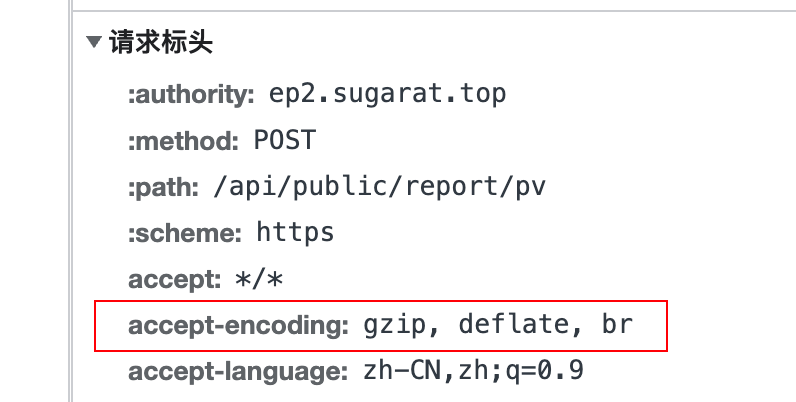 请求标头
:authority: ep2.sugarat.top
:method: POST
:path: /api/public/report/pv
:scheme: https
accept: */*
accept-encoding: gzip, deflate, br
accept-language: zh-CN,zh;q=0.9